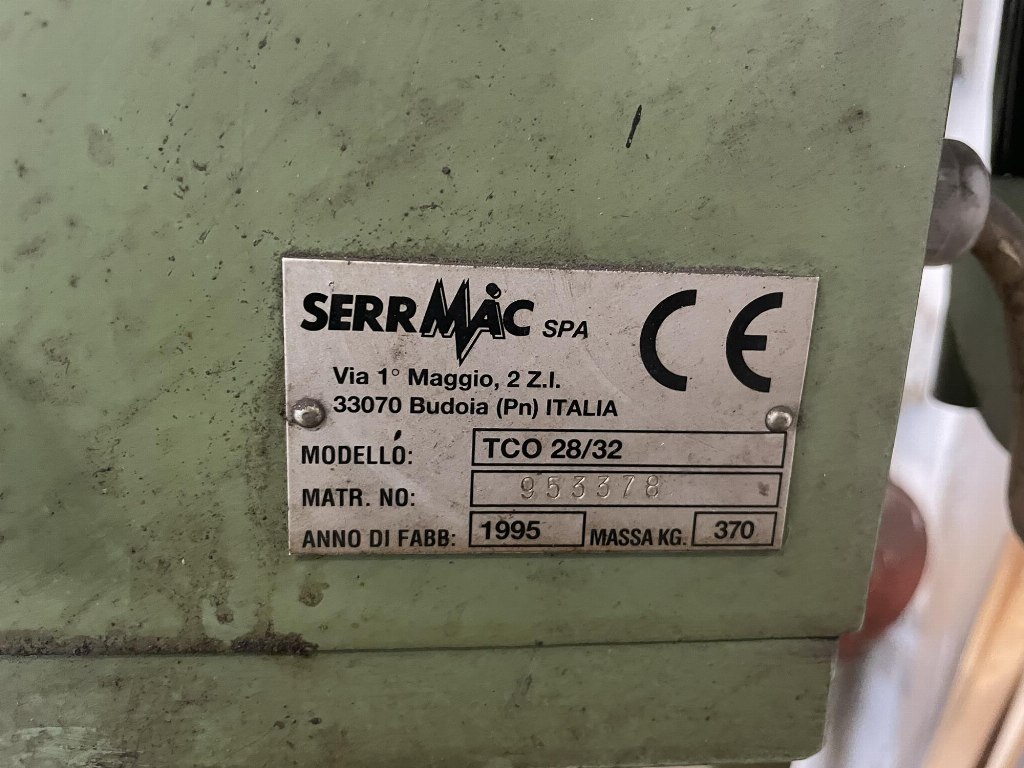 SERRMAC SPA CE
Via 1° Maggio, 2 Z.I.
33070 Budoia (Pn) ITALIA
MODELLO: TCO 28/32
MATR. NO: 953378
ANNO DI FABB: 1995 MASSA KG. 370